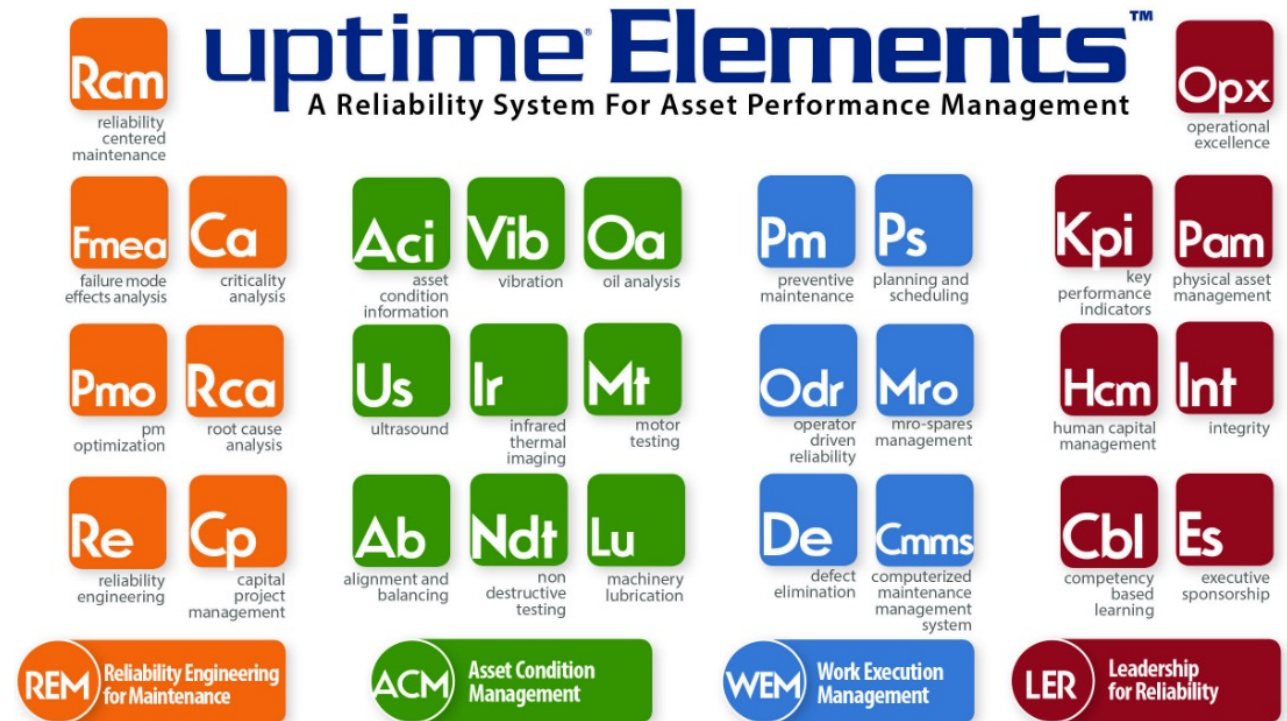 uptime® Elements™
A Reliability System For Asset Performance Management
Rcm
reliability
centered
maintenance
Opx
operational
excellence
Fmea
failure mode
effects analysis
Ca
criticality
analysis
Aci
asset
condition
information
Vib
vibration
Oa
oil analysis
Pm
preventive
maintenance
Ps
planning and
scheduling
Kpi
key
performance
indicators
Pam
physical asset
management
Pmo
pm
optimization
Rca
root cause
analysis
Us
ultrasound
Ir
infrared
thermal
imaging
Mt
motor
testing
Odr
operator
driven
reliability
Mro
mro-spares
management
Hcm
human capital
management
Int
integrity
Re
reliability
engineering
Cp
capital
project
management
Ab
alignment and
balancing
Ndt
non
destructive
testing
Lu
machinery
lubrication
De
defect
elimination
Cmms
computerized
maintenance
management
system
Cbl
competency
based
learning
Es
executive
sponsorship
REM
Reliability Engineering
for Maintenance
ACM
Asset Condition
Management
WEM
Work Execution
Management
LER
Leadership
for Reliability